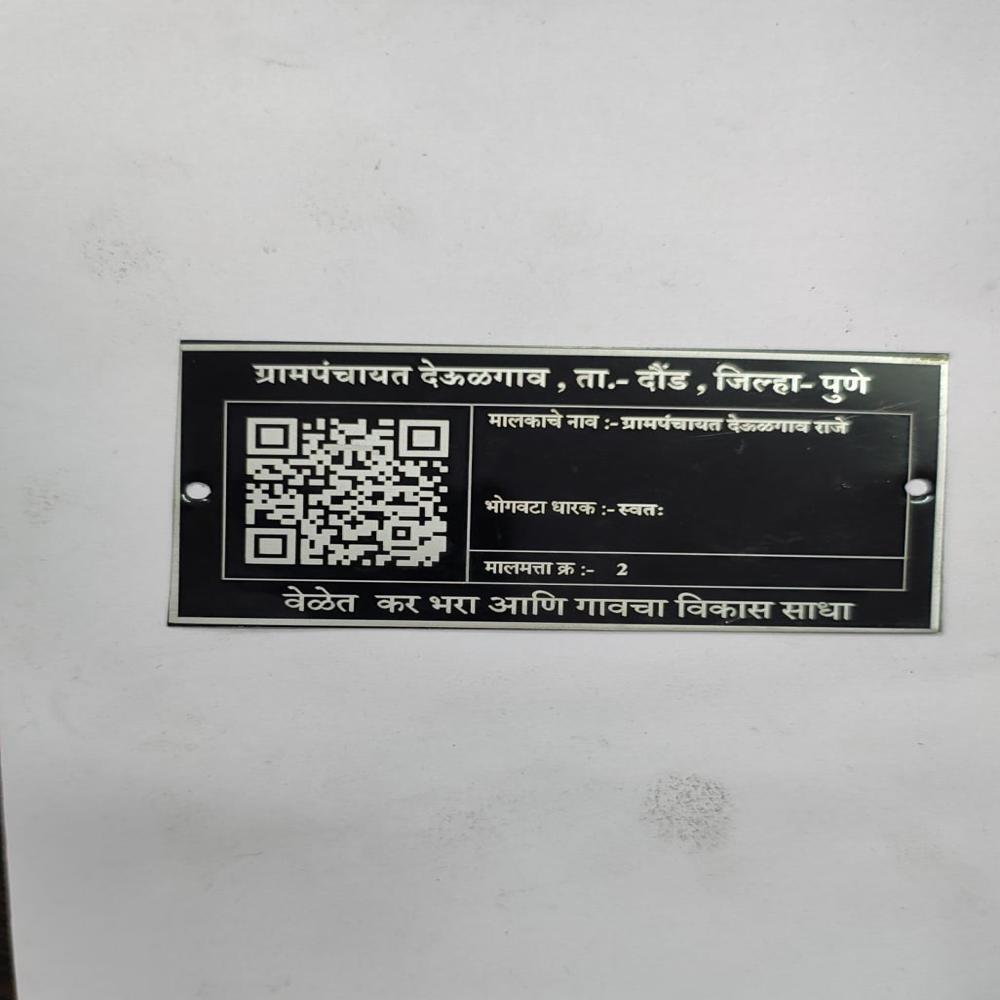 ग्रामपंचायत देऊळगाव , ता.- दौंड , जिल्हा- पुणे
मालकाचे नाव :- ग्रामपंचायत देऊळगाव राजे
भोगवटा धारक :- स्वतः
मालमत्ता क्र :- 2
वेळेत कर भरा आणि गावचा विकास साधा